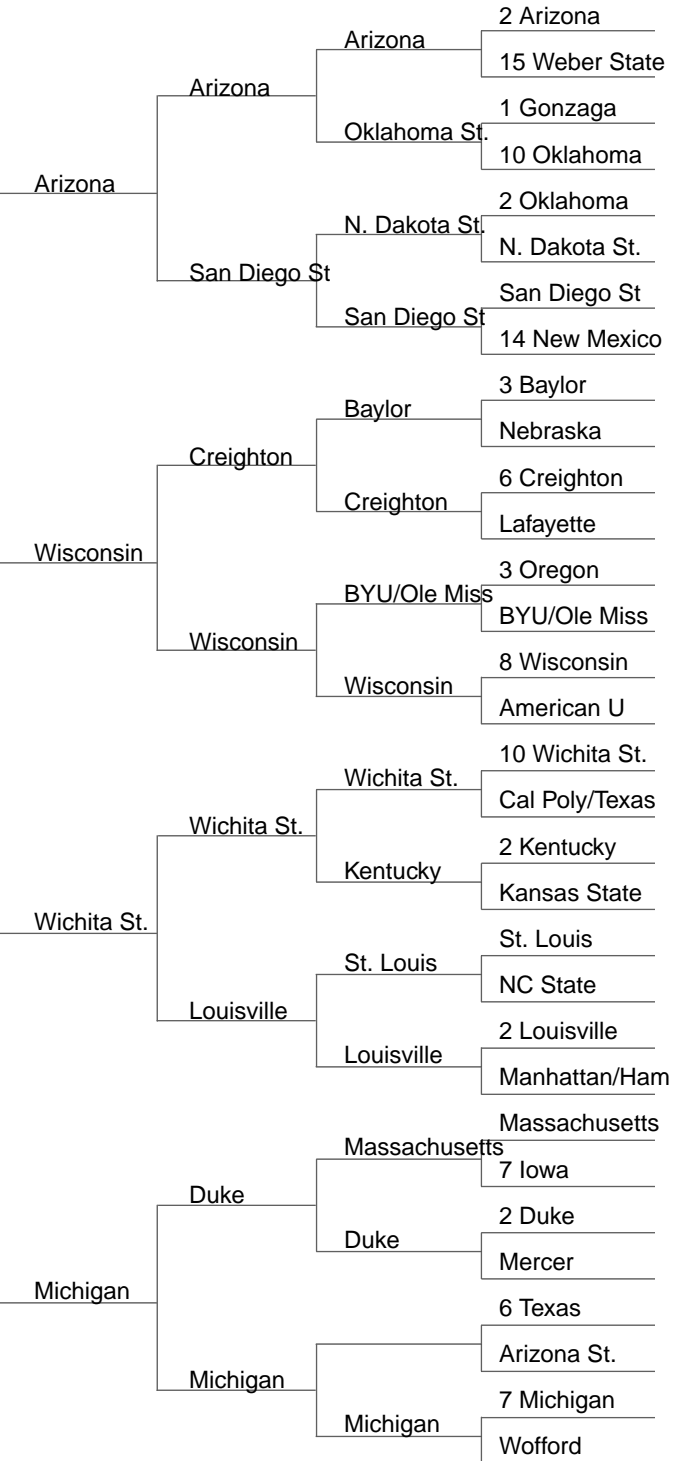 2 Arizona
Arizona
15 Weber State
Arizona
1 Gonzaga
Oklahoma St.
10 Oklahoma
Arizona
2 Oklahoma
N. Dakota St.
N. Dakota St.
San Diego St
San Diego St
San Diego St
14 New Mexico
3 Baylor
Baylor
Nebraska
Creighton
6 Creighton
Creighton
Lafayette
Wisconsin
3 Oregon
BYU/Ole Miss
BYU/Ole Miss
Wisconsin
8 Wisconsin
Wisconsin
American U
10 Wichita St.
Wichita St.
Cal Poly/Texas
Wichita St.
2 Kentucky
Kentucky
Kansas State
Wichita St.
St. Louis
St. Louis
NC State
Louisville
2 Louisville
Louisville
Manhattan/Ham
Massachusetts
Massachusetts
7 Iowa
Duke
2 Duke
Duke
Mercer
Michigan
6 Texas
Arizona St.
Michigan
7 Michigan
Michigan
Wofford